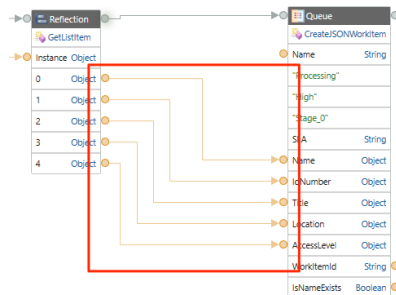 Reflection
GetListItem
Instance Object
0 Object
1 Object
2 Object
3 Object
4 Object
Queue
CreateJSONWorkItem
Name String
"Processing"
"High"
"Stage_0"
SLA String
Name Object
IdNumber Object
Title Object
Location Object
AccessLevel Object
WorkItemId String
IsNameExists Boolean